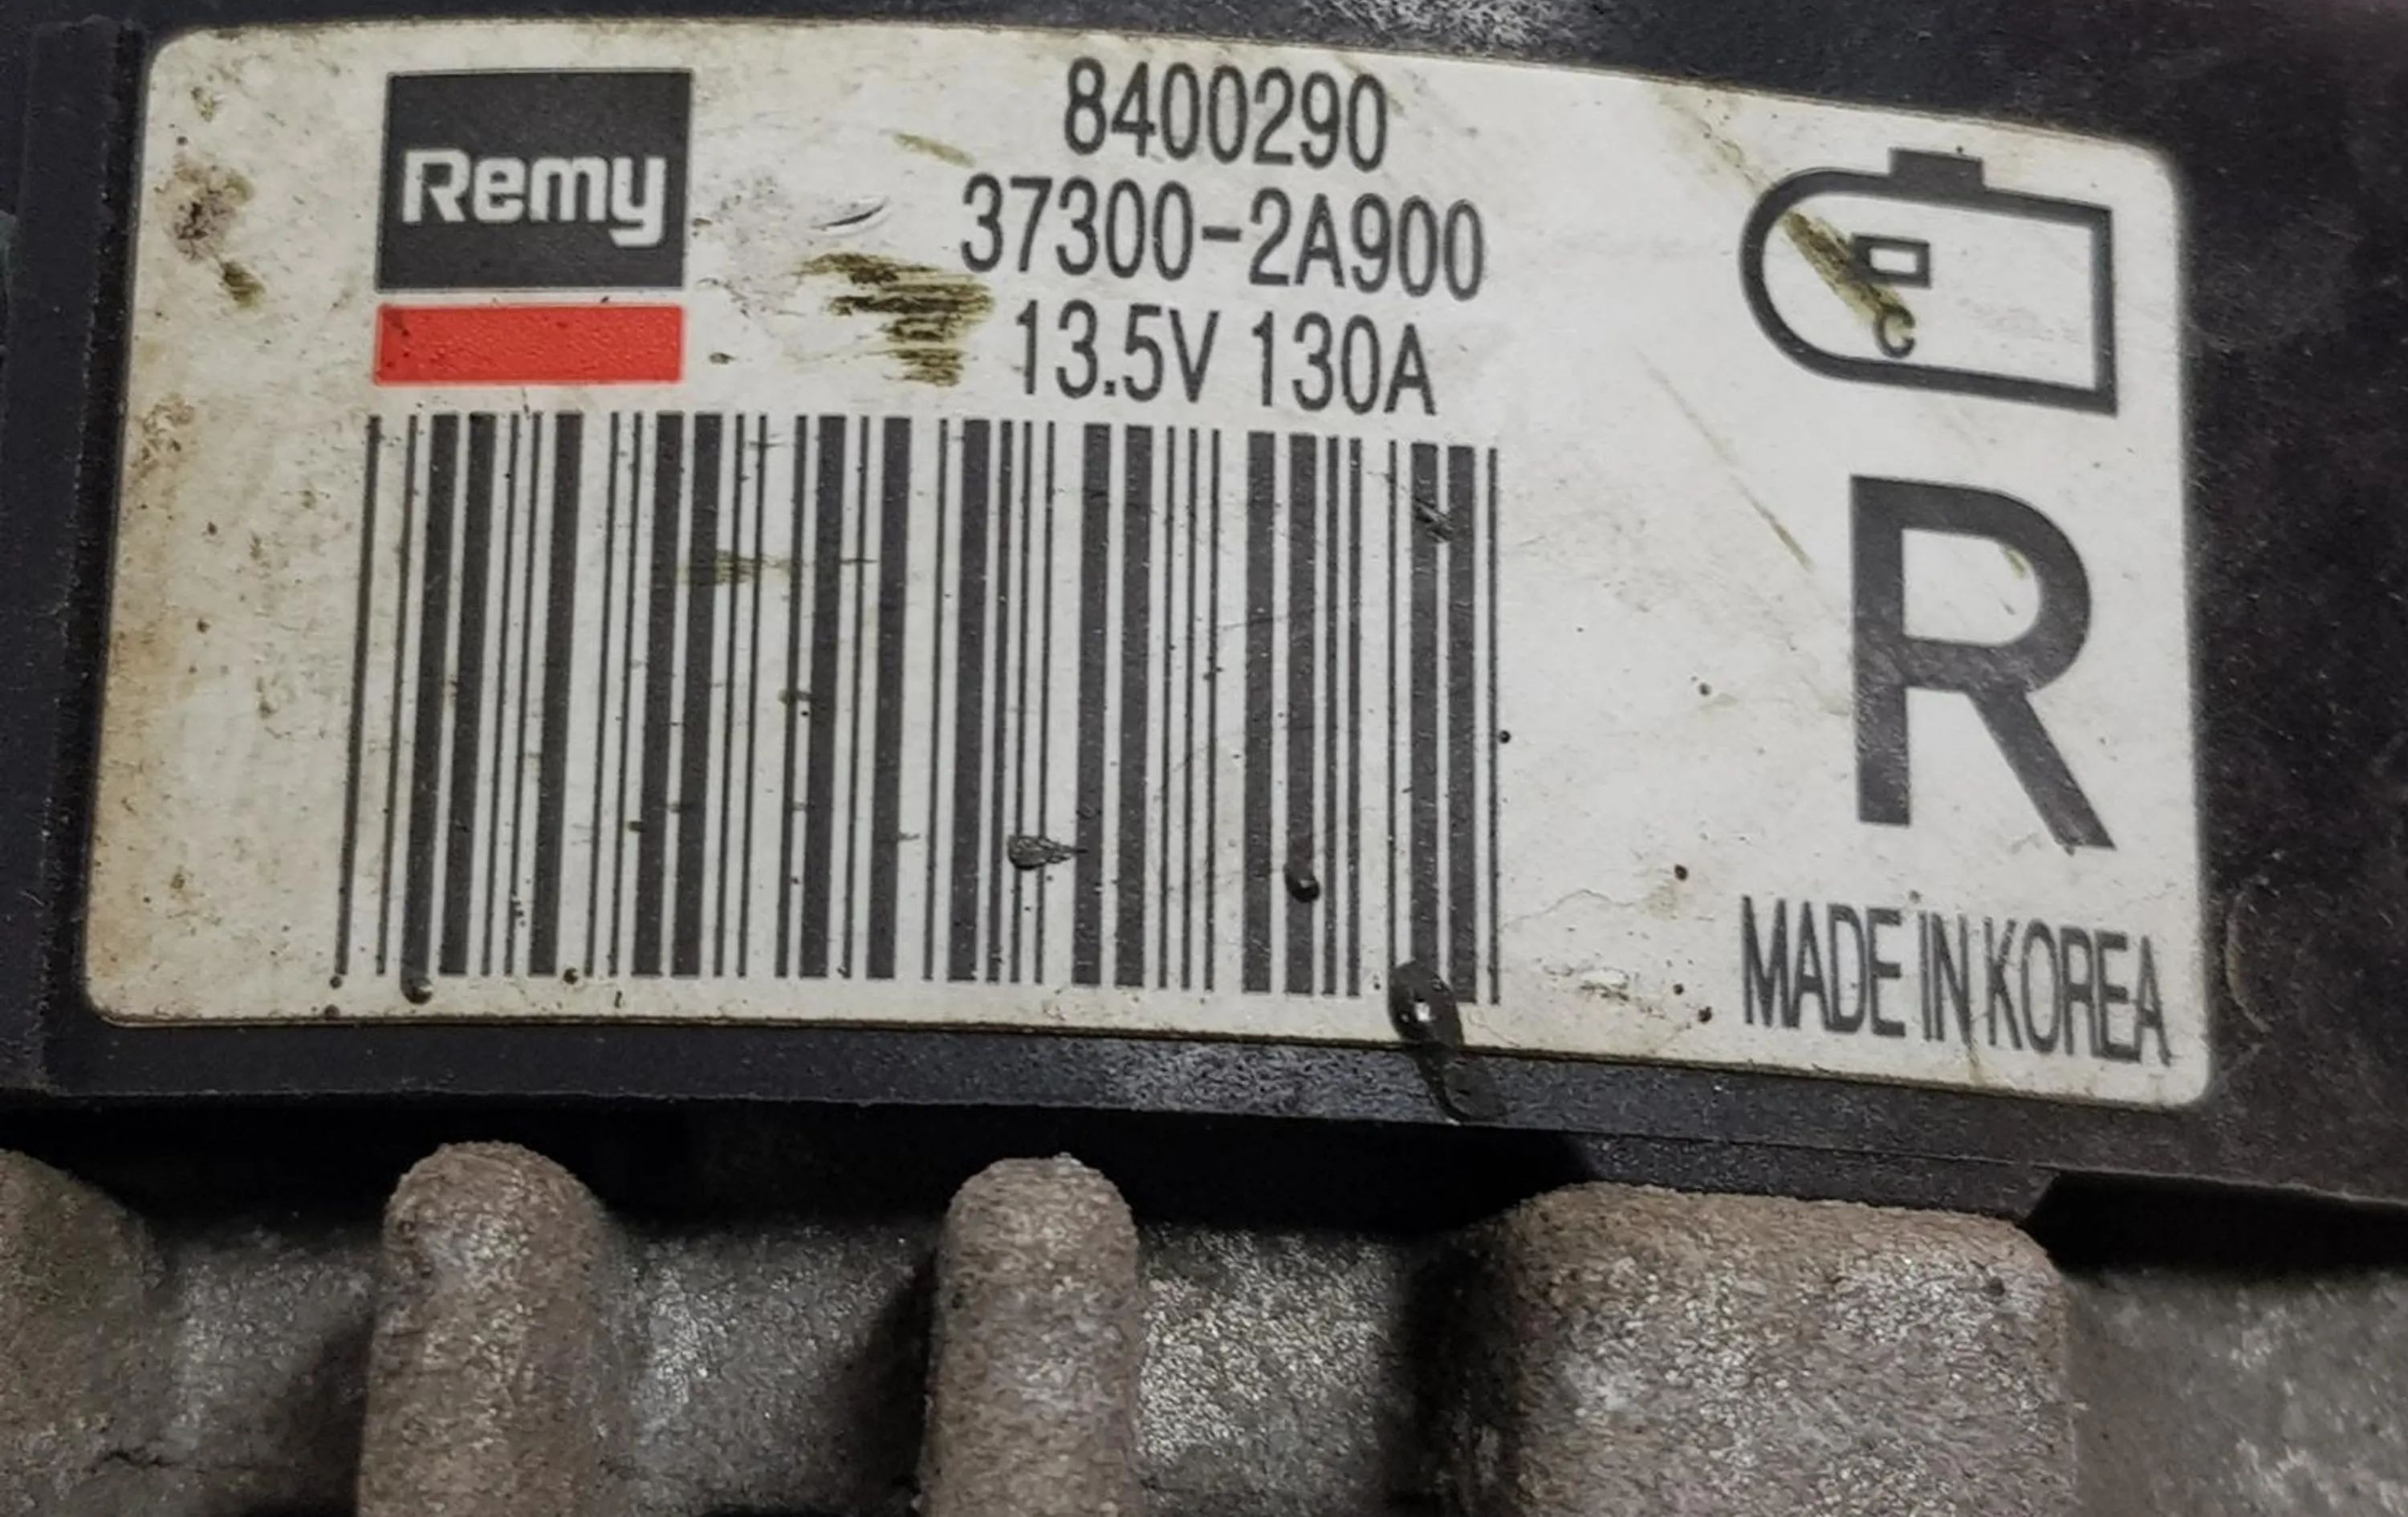 Remy
8400290
37300-2A900
13.5V 130A
C
R
MADE IN KOREA